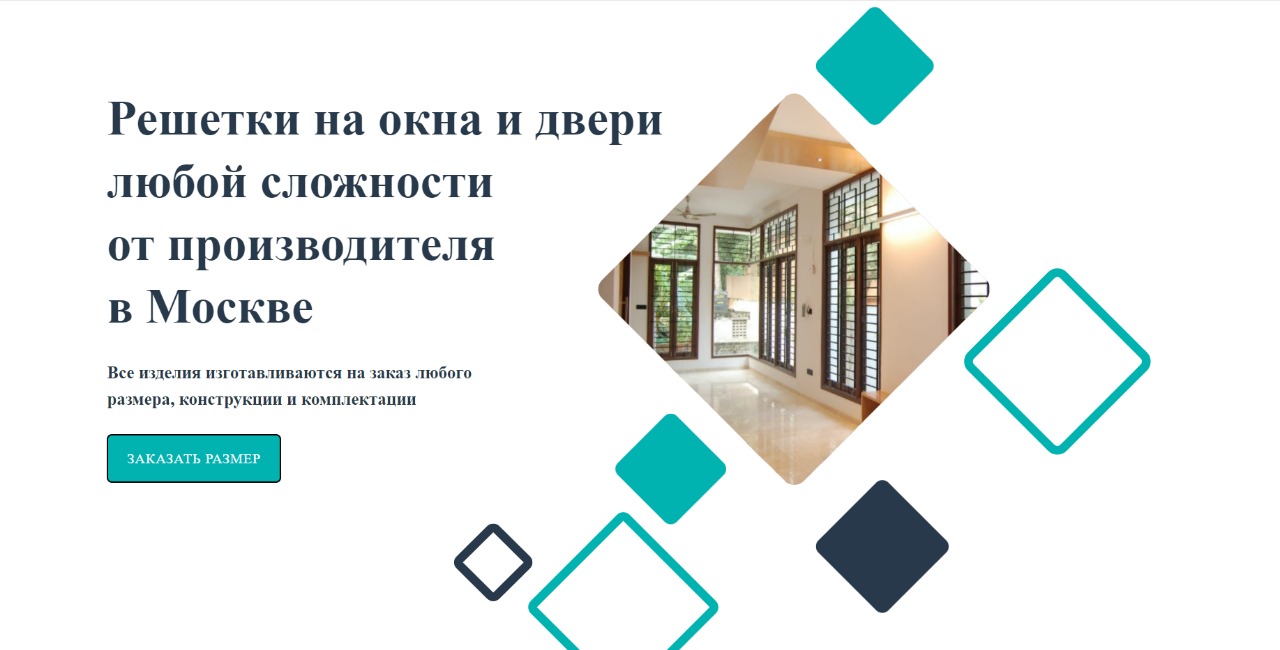 Решетки на окна и двери
любой сложности
от производителя
в Москве
Все изделия изготавливаются на заказ любого
размера, конструкции и комплектации
ЗАКАЗАТЬ РАЗМЕР